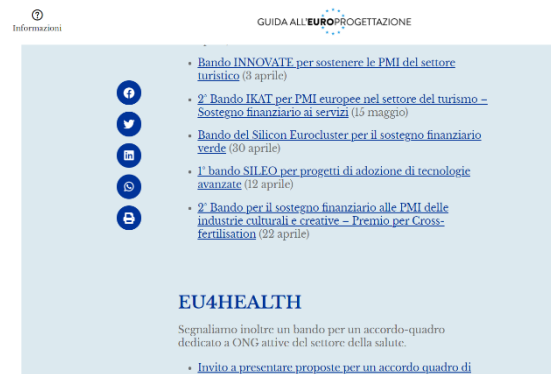 Informazioni
GUIDA ALL'EUROPROGETTAZIONE
Bando INNOVATE per sostenere le PMI del settore
turistico (3 aprile)
2° Bando IKAT per PMI europee nel settore del turismo –
Sostegno finanziario ai servizi (15 maggio)
Bando del Silicon Eurocluster per il sostegno finanziario
verde (30 aprile)
1° bando SILEO per progetti di adozione di tecnologie
avanzate (12 aprile)
2° Bando per il sostegno finanziario alle PMI delle
industrie culturali e creative – Premio per Cross-
fertilisation (22 aprile)
EU4HEALTH
Segnaliamo inoltre un bando per un accordo-quadro
dedicato a ONG attive del settore della salute.
Invito a presentare proposte per un accordo quadro di